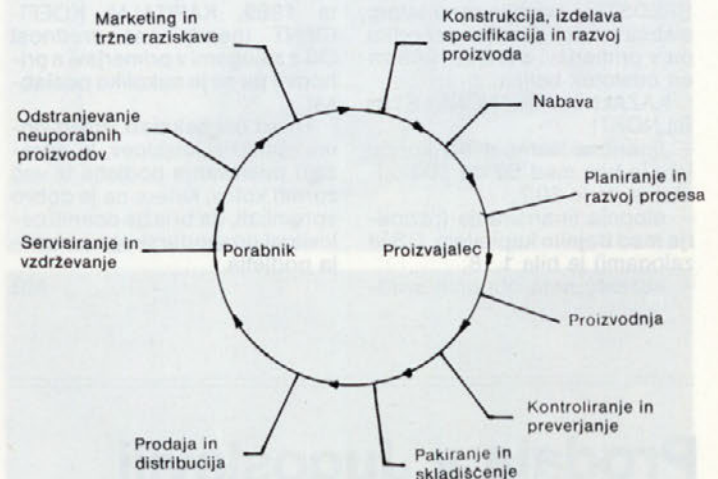 Marketing in
tržne raziskave
Konstrukcija, izdelava
specifikacija in razvoj
proizvoda
Nabava
Planiranje in
razvoj procesa
Proizvodnja
Kontroliranje in
preverjanje
Pakiranje in
skladiščenje
Prodaja in
distribucija
Servisiranje in
vzdrževanje
Odstranjevanje
neuporabnih
proizvodov
Porabnik
Proizvajalec